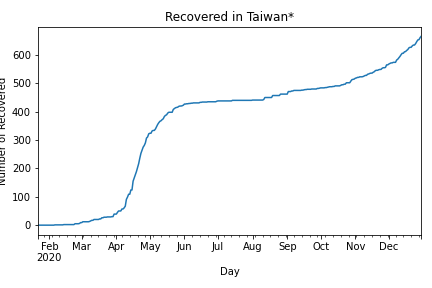 Recovered in Taiwan*
Number of Recovered
600
500
400
300
200
100
0
Feb Mar Apr May Jun Jul Aug Sep Oct Nov Dec
2020
Day